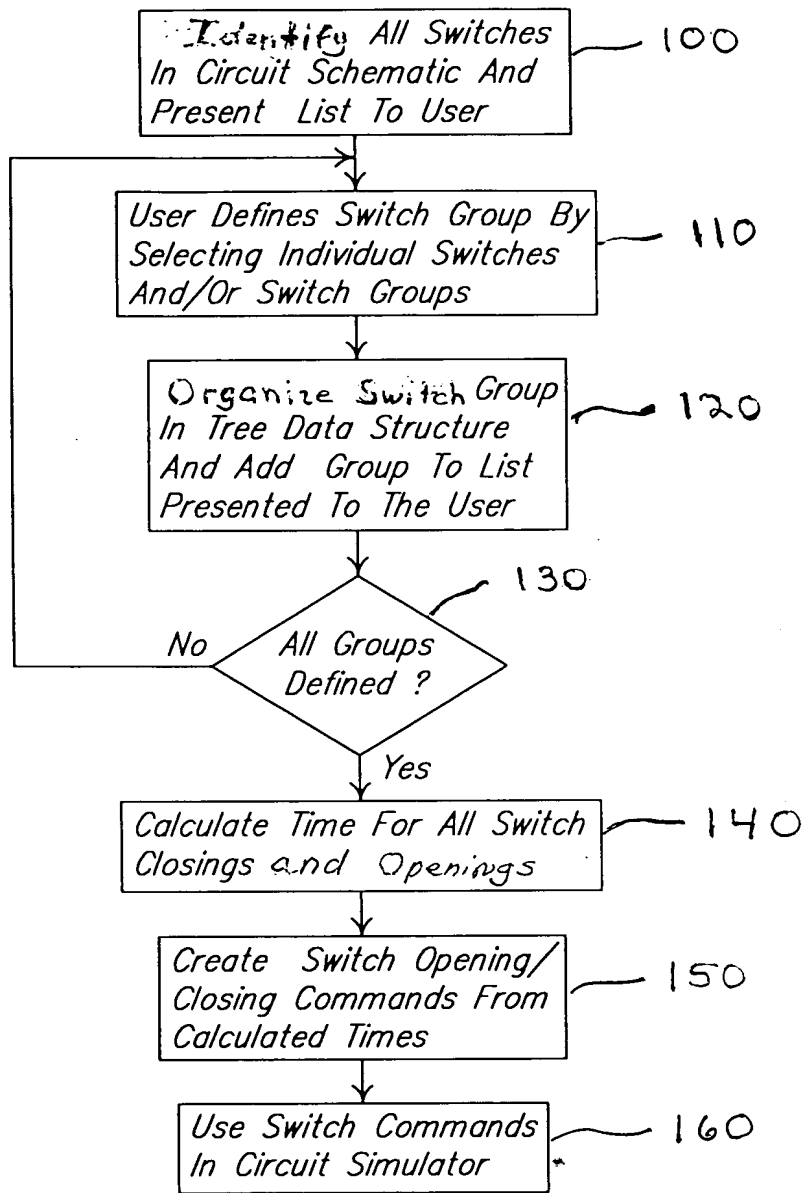 Identify All Switches
In Circuit Schematic And
Present List To User
100
User Defines Switch Group By
Selecting Individual Switches
And/Or Switch Groups
110
Organize Switch Group
In Tree Data Structure
And Add Group To List
Presented To The User
120
130
No
All Groups
Defined ?
Yes
Calculate Time For All Switch
Closings and Openings
140
Create Switch Opening/
Closing Commands From
Calculated Times
150
Use Switch Commands
In Circuit Simulator
160